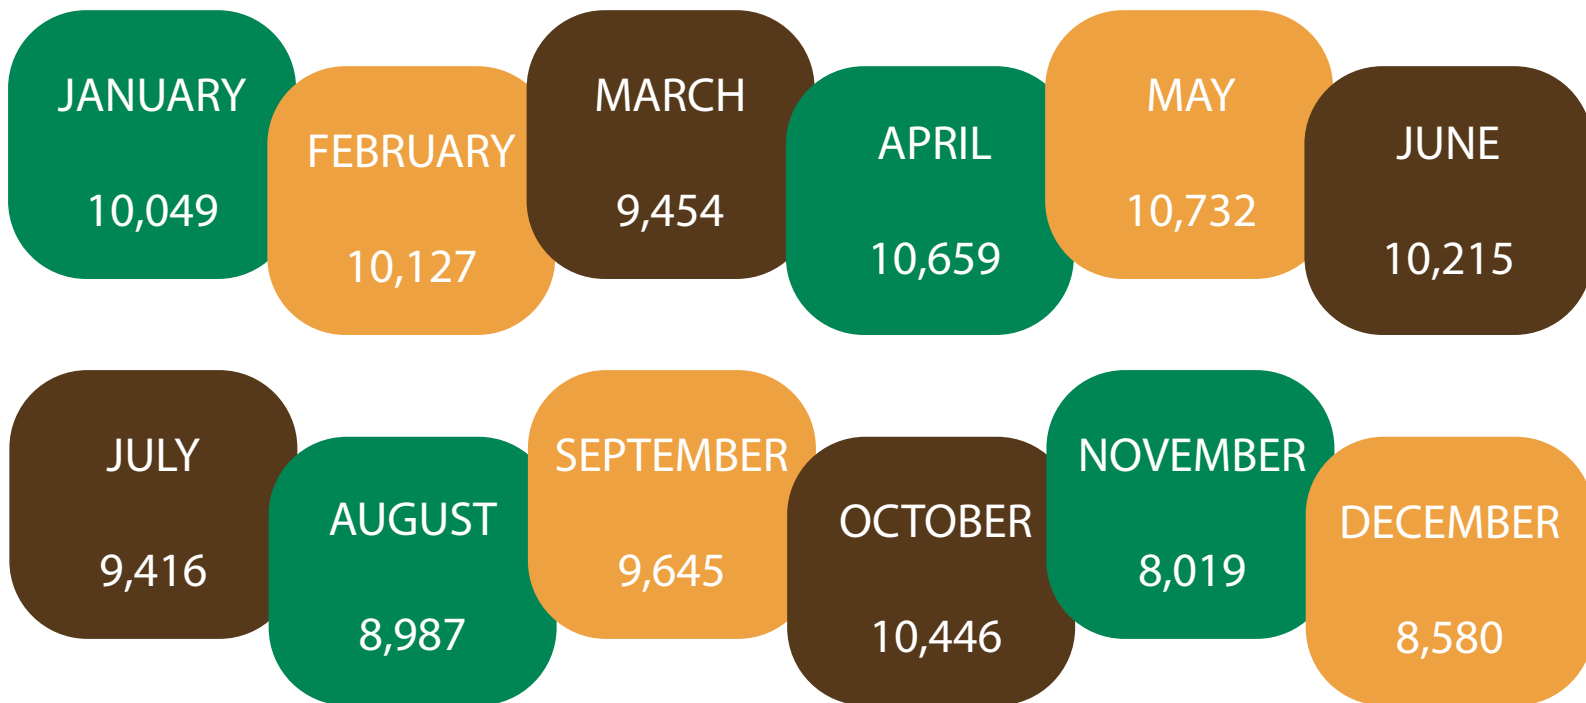 JANUARY
10,049
FEBRUARY
10,127
MARCH
9,454
APRIL
10,659
MAY
10,732
JUNE
10,215
JULY
9,416
AUGUST
8,987
SEPTEMBER
9,645
OCTOBER
10,446
NOVEMBER
8,019
DECEMBER
8,580